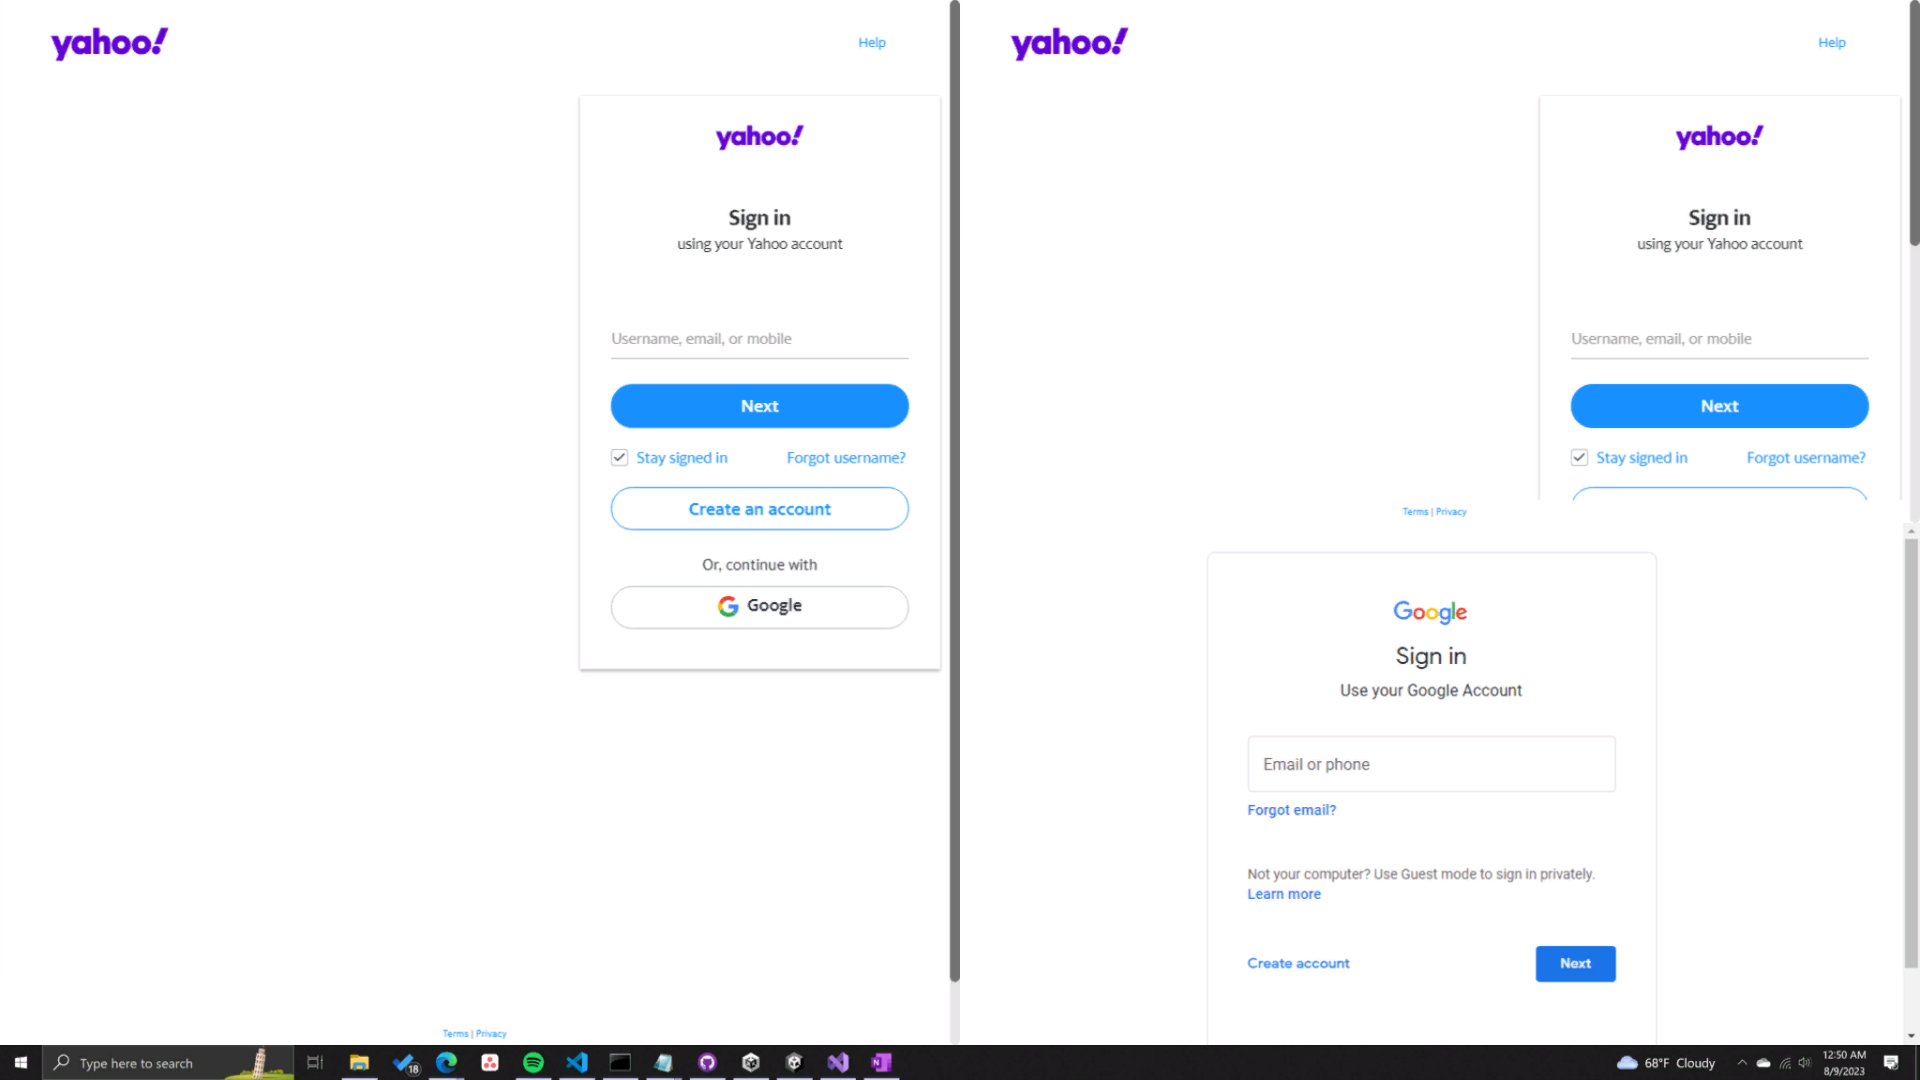 yahoo!
Help
yahoo!
Sign in
using your Yahoo account
Username, email, or mobile
Next
Stay signed in
Forgot username?
Create an account
Or, continue with
Google
Terms | Privacy
yahoo!
Help
yahoo!
Sign in
using your Yahoo account
Username, email, or mobile
Next
Stay signed in
Forgot username?
Terms | Privacy
Google
Sign in
Use your Google Account
Email or phone
Forgot email?
Not your computer? Use Guest mode to sign in privately.
Learn more
Create account
Next
Type here to search
18
N
68°F Cloudy
12:50 AM
8/9/2023